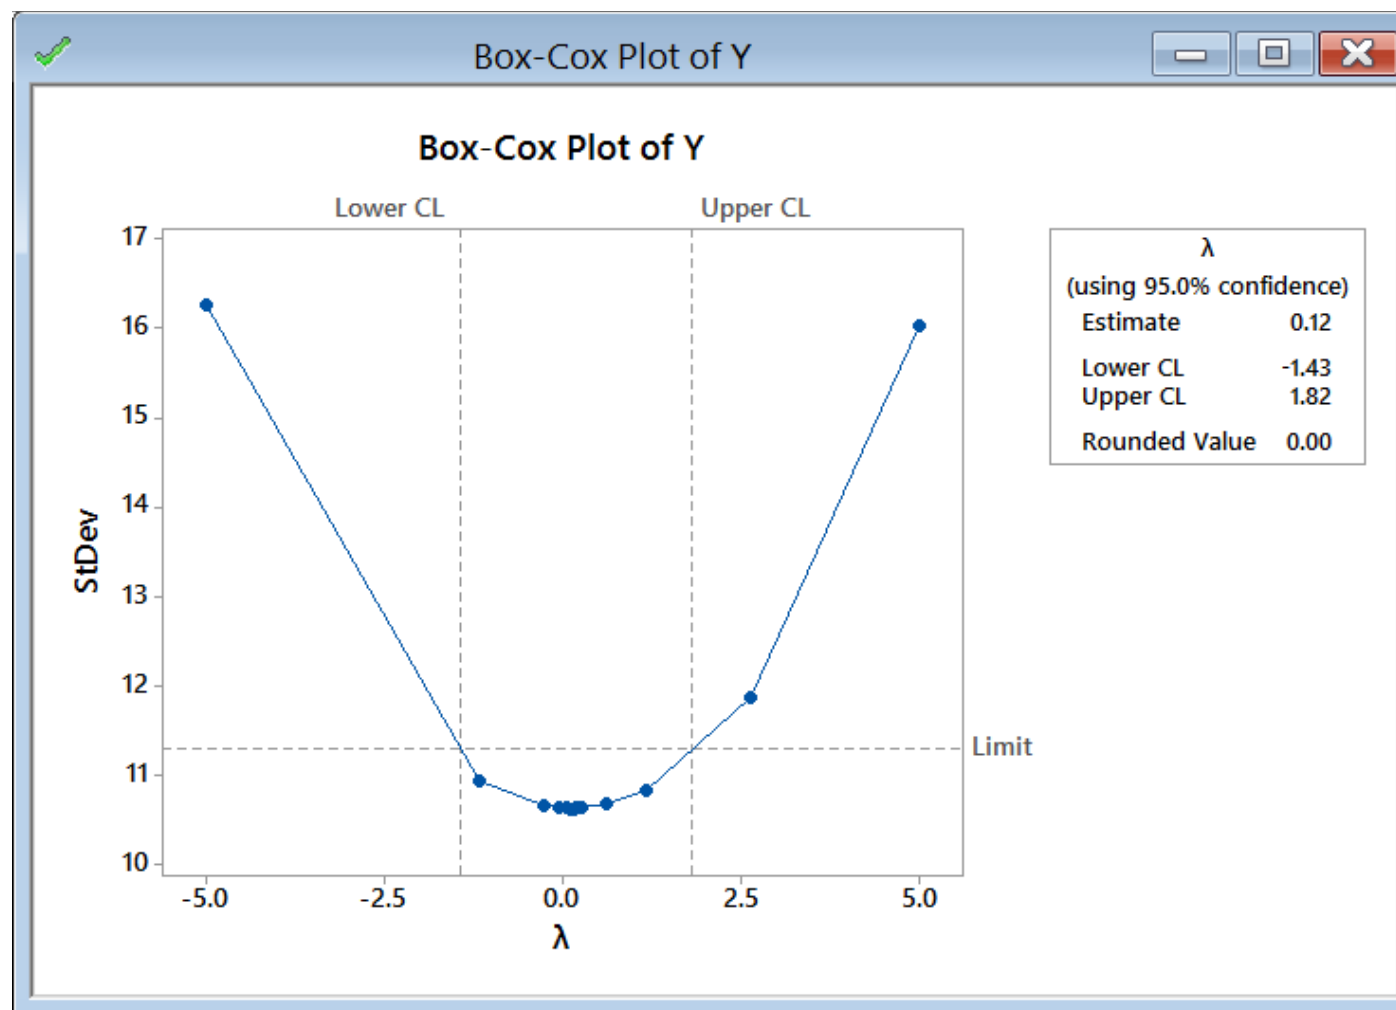 Box-Cox Plot of Y
Box-Cox Plot of Y
Lower CL
Upper CL
17
16
15
14
13
12
11
10
StDev
Limit
-5.0
-2.5
0.0
2.5
5.0
λ
λ
(using 95.0% confidence)
Estimate 0.12
Lower CL -1.43
Upper CL 1.82
Rounded Value 0.00